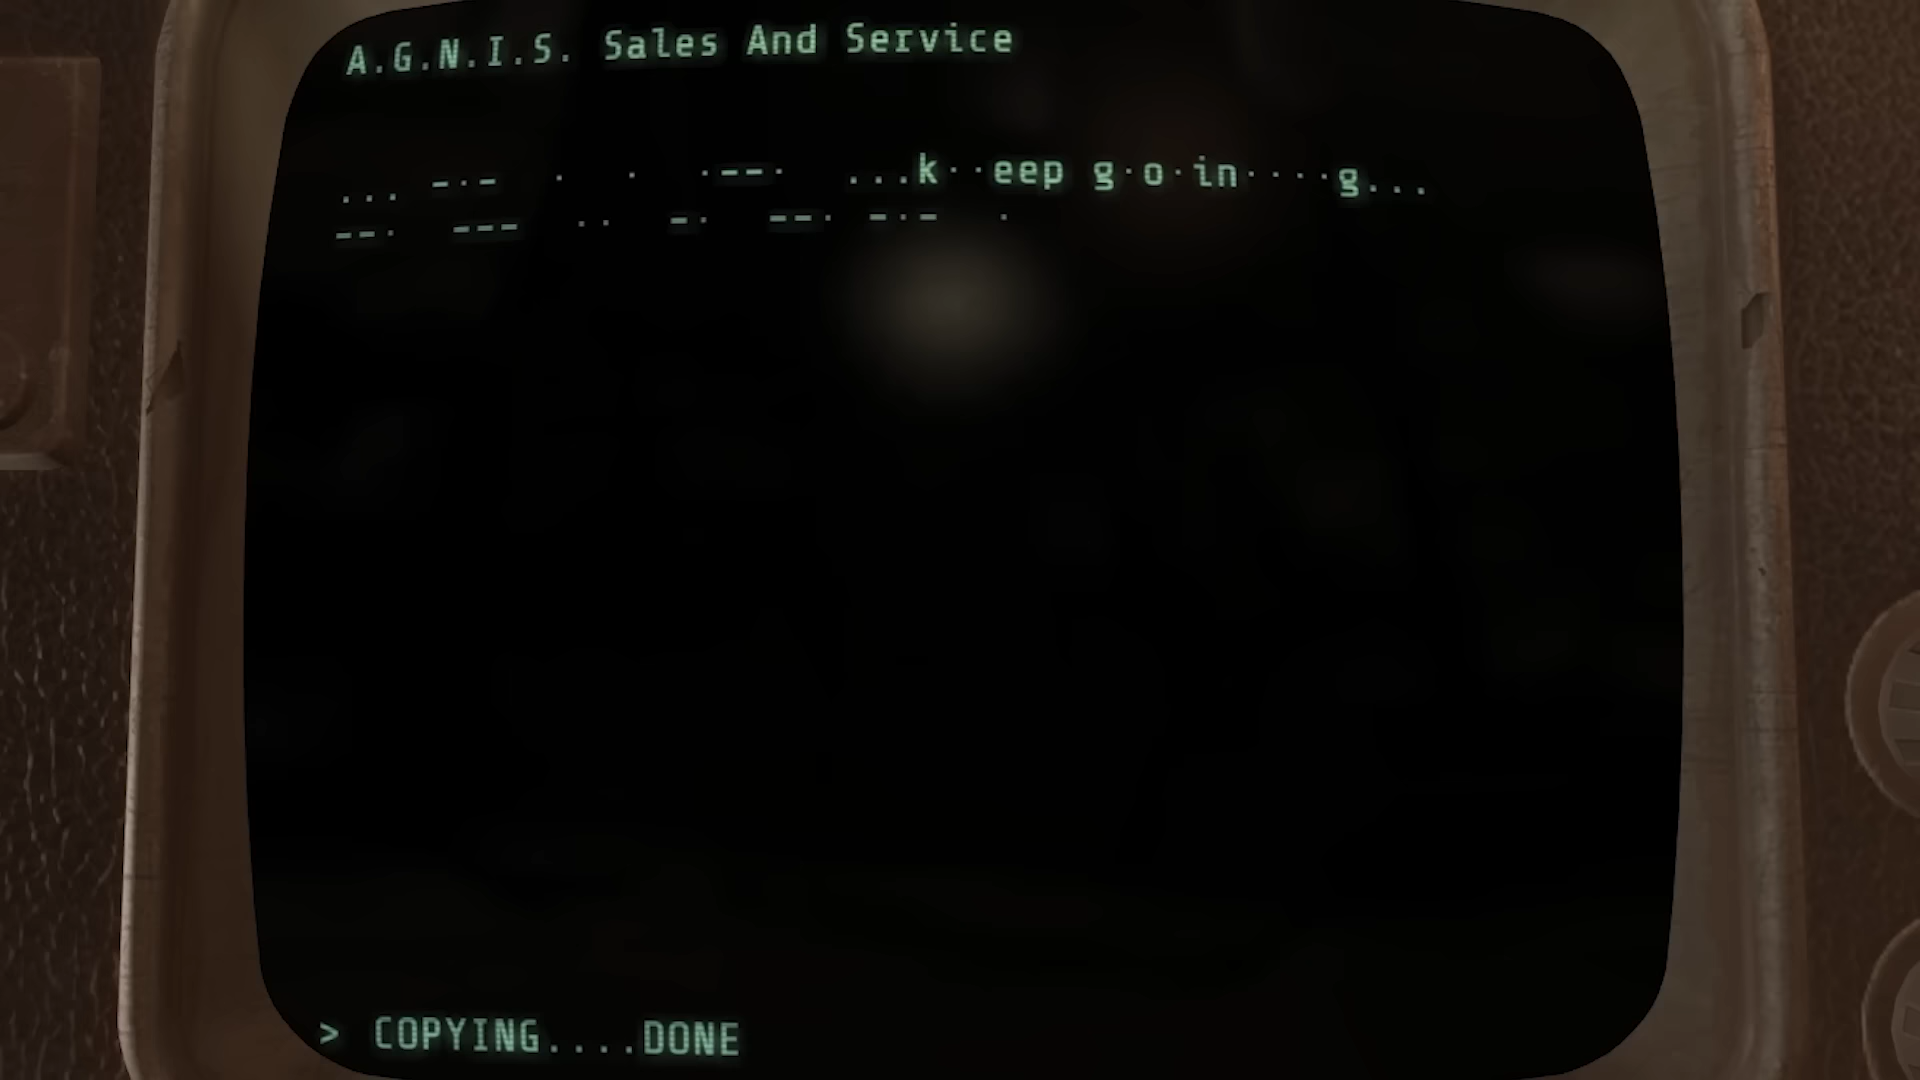 A.G.N.I.S. Sales And Service
... -·- · · ·--· ...k··eep g·o·in····g...
--· --- ·· -· --· -·- ·
> COPYING....DONE